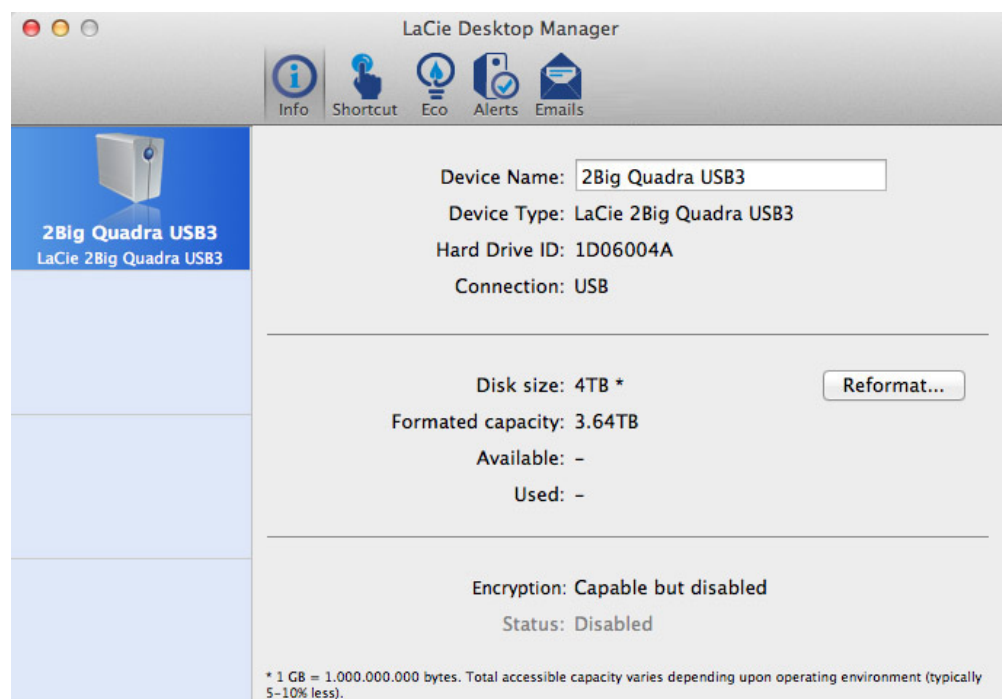 LaCie Desktop Manager
Info Shortcut Eco Alerts Emails
2Big Quadra USB3
LaCie 2Big Quadra USB3
Device Name: 2Big Quadra USB3
Device Type: LaCie 2Big Quadra USB3
Hard Drive ID: 1D06004A
Connection: USB
Disk size: 4TB *
Reformat...
Formated capacity: 3.64TB
Available: –
Used: –
Encryption: Capable but disabled
Status: Disabled
* 1 GB = 1.000.000.000 bytes. Total accessible capacity varies depending upon operating environment (typically
5–10% less).